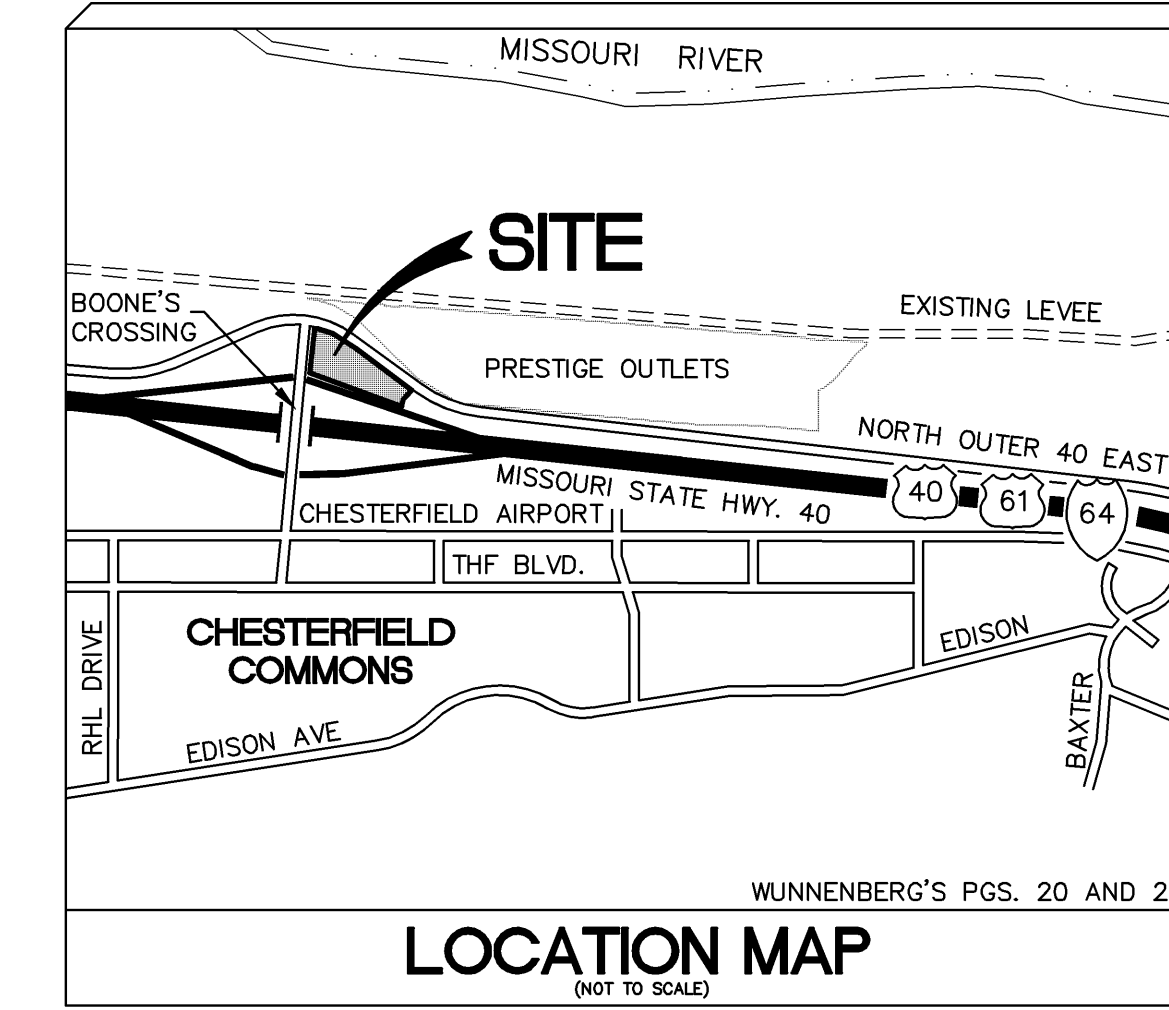 MISSOURI RIVER
SITE
BOONE'S
CROSSING
EXISTING LEVEE
PRESTIGE OUTLETS
NORTH OUTER 40 EAST
MISSOURI STATE HWY. 40
40
61
64
CHESTERFIELD AIRPORT
THF BLVD.
CHESTERFIELD
COMMONS
RHL DRIVE
EDISON AVE
EDISON
BAXTER
WUNNENBERG'S PGS. 20 AND 2
LOCATION MAP
(NOT TO SCALE)